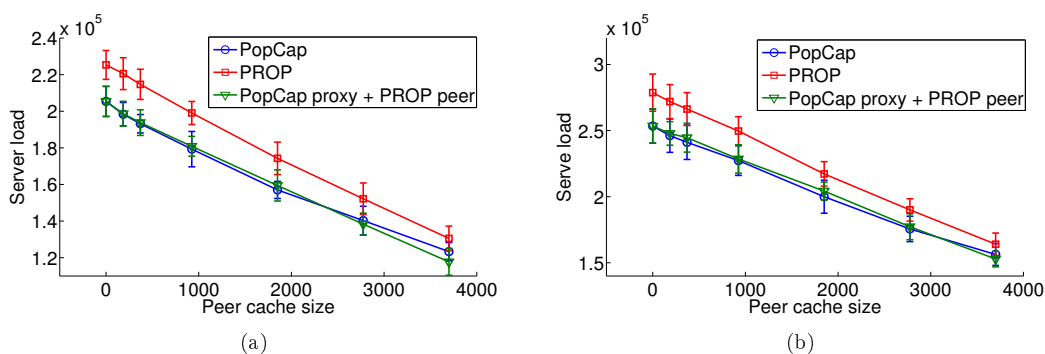 x 10^5
2.4
2.2
2
1.8
1.6
1.4
1.2
Server load
PopCap
PROP
PopCap proxy + PROP peer
0 1000 2000 3000 4000
Peer cache size
(a)
x 10^5
3
2.5
2
1.5
Serve load
PopCap
PROP
PopCap proxy + PROP peer
0 1000 2000 3000 4000
Peer cache size
(b)